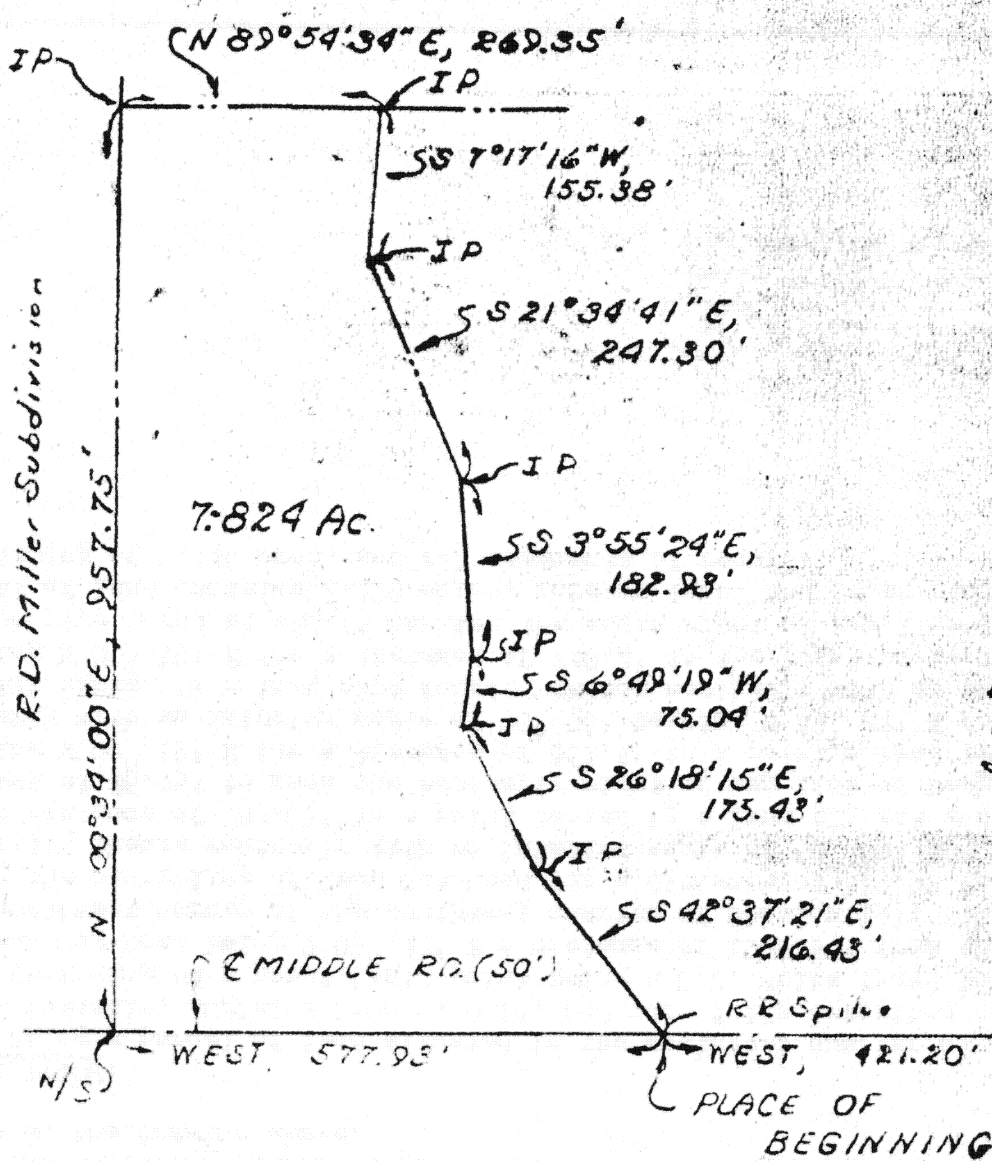 N 89°54'34" E, 269.35'
IP
IP
S 7°17'16" W,
155.38'
IP
S 21°34'41" E,
247.30'
R.D. Miller Subdivision
N 00°34'00" E, 957.75'
IP
7.824 Ac.
S 3°55'24" E,
182.93'
IP
S 6°49'19" W,
75.04'
IP
S 26°18'15" E,
175.43'
IP
S 42°37'21" E,
216.43'
℄ MIDDLE RD. (50')
RR Spike
WEST, 577.93'
WEST, 421.20'
N/S
PLACE OF
BEGINNING